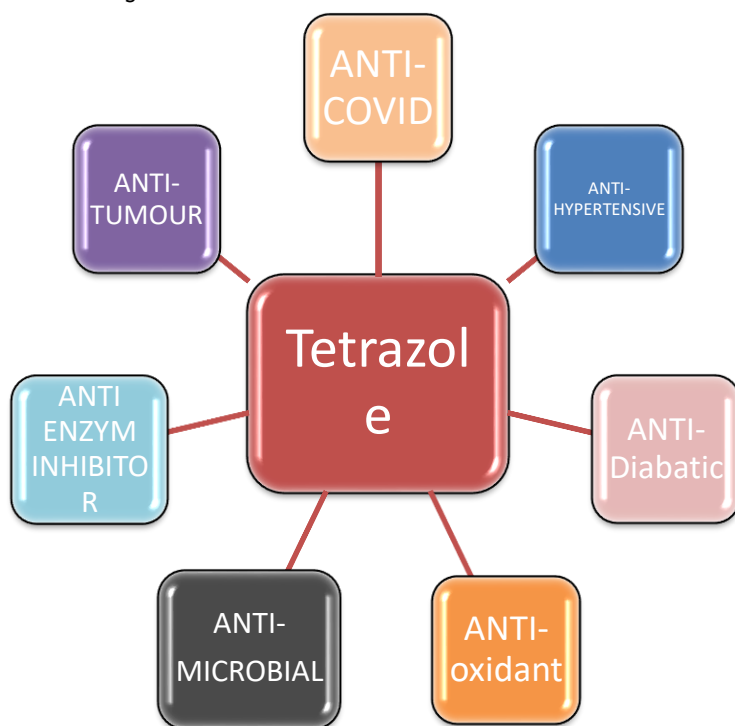 ANTI-
COVID
ANTI-
TUMOUR
ANTI-
HYPERTENSIVE
Tetrazol
e
ANTI
ENZYM
INHIBITO
R
ANTI-
Diabatic
ANTI-
MICROBIAL
ANTI-
oxidant